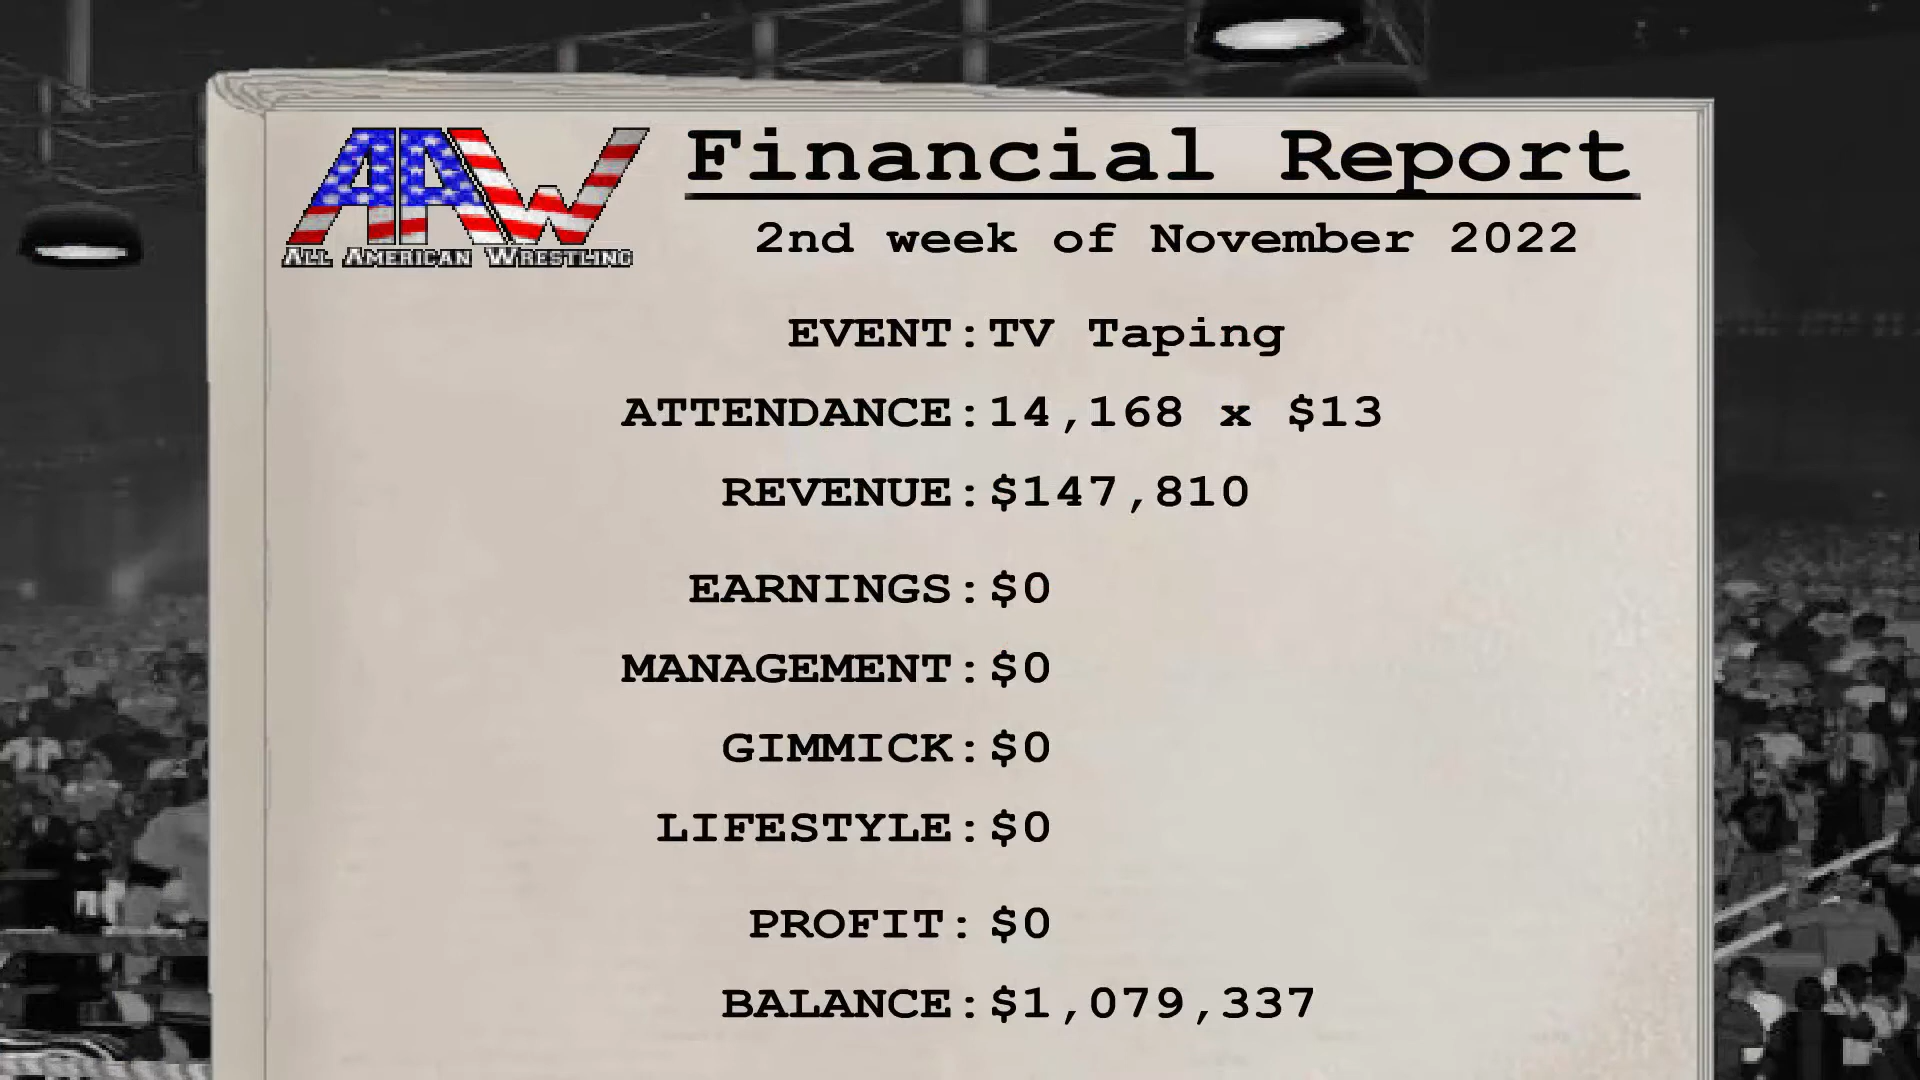 AAW
ALL AMERICAN WRESTLING
Financial Report
2nd week of November 2022
EVENT: TV Taping
ATTENDANCE: 14,168 x $13
REVENUE: $147,810
EARNINGS: $0
MANAGEMENT: $0
GIMMICK: $0
LIFESTYLE: $0
PROFIT: $0
BALANCE: $1,079,337